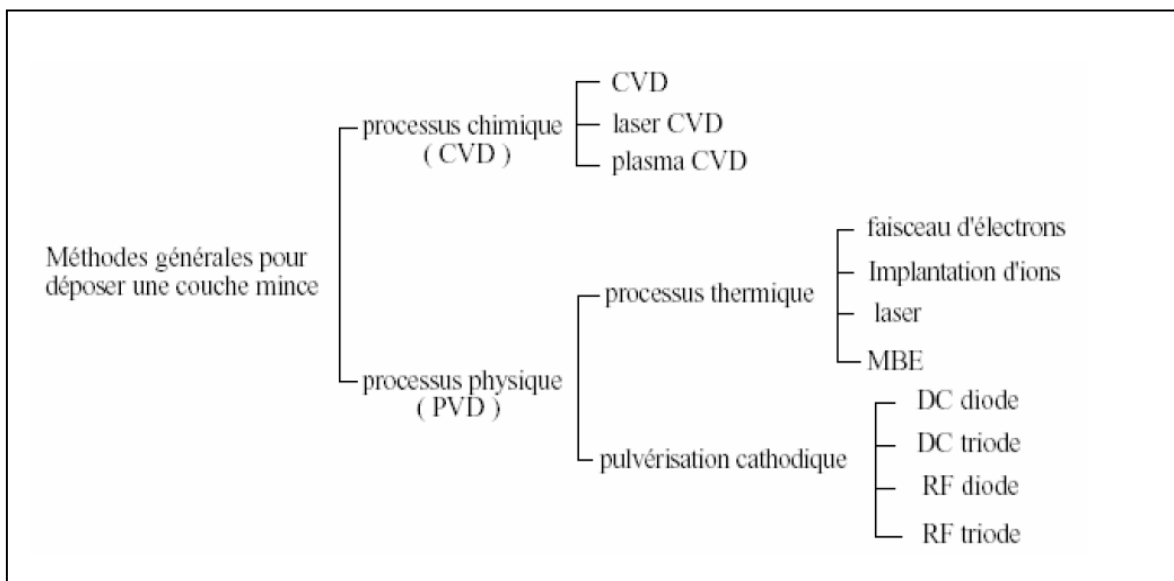 Méthodes générales pour
déposer une couche mince
processus chimique
( CVD )
CVD
laser CVD
plasma CVD
processus physique
( PVD )
processus thermique
faisceau d'électrons
Implantation d'ions
laser
MBE
pulvérisation cathodique
DC diode
DC triode
RF diode
RF triode